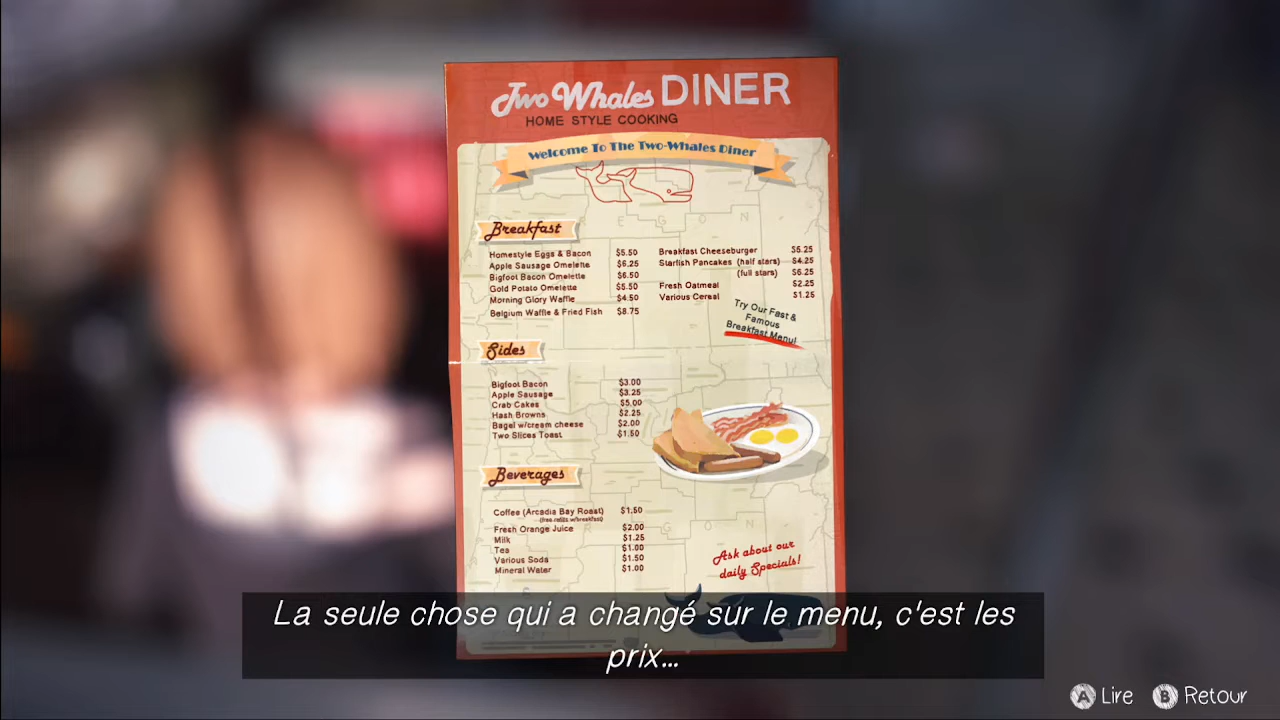 Two Whales DINER
HOME STYLE COOKING
Welcome To The Two-Whales Diner
OREGON
Breakfast
Homestyle Eggs & Bacon $5.50
Apple Sausage Omelette $6.25
Bigfoot Bacon Omelette $6.50
Gold Potato Omelette $5.50
Morning Glory Waffle $4.50
Belgium Waffle & Fried Fish $8.75
Breakfast Cheeseburger $5.25
Starfish Pancakes (half stars) $4.25
(full stars) $6.25
Fresh Oatmeal $2.25
Various Cereal $1.25
Try Our Fast &
Famous
Breakfast Menu!
Sides
Bigfoot Bacon $3.00
Apple Sausage $3.25
Crab Cakes $5.00
Hash Browns $2.25
Bagel w/cream cheese $2.00
Two Slices Toast $1.50
Beverages
Coffee (Arcadia Bay Roast) $1.50
(free refills w/breakfast)
Fresh Orange Juice $2.00
Milk $1.25
Tea $1.00
Various Soda $1.50
Mineral Water $1.00
Ask about our
daily Specials!
La seule chose qui a changé sur le menu, c'est les
prix...
A Lire B Retour